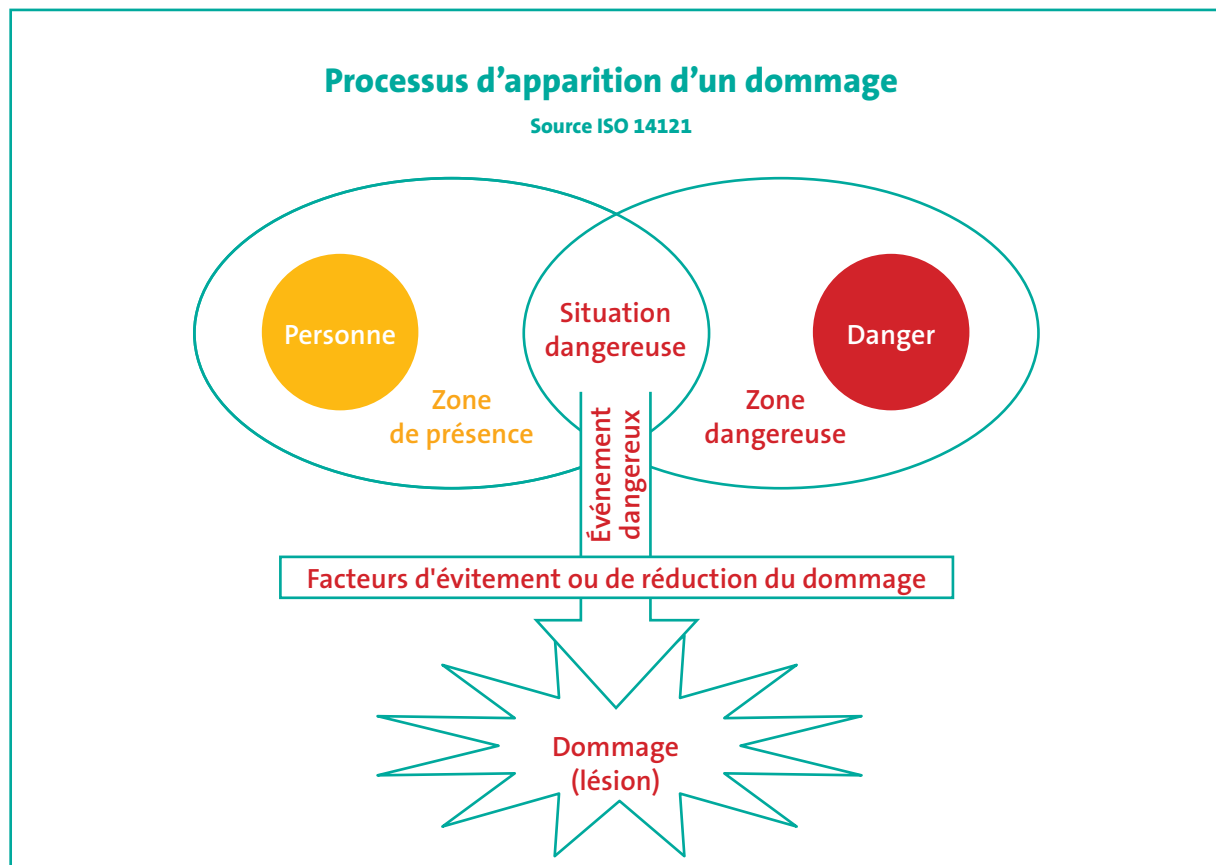 Processus d’apparition d’un dommage
Source ISO 14121
Personne
Zone
de présence
Situation
dangereuse
Danger
Zone
dangereuse
Événement
dangereux
Facteurs d'évitement ou de réduction du dommage
Dommage
(lésion)